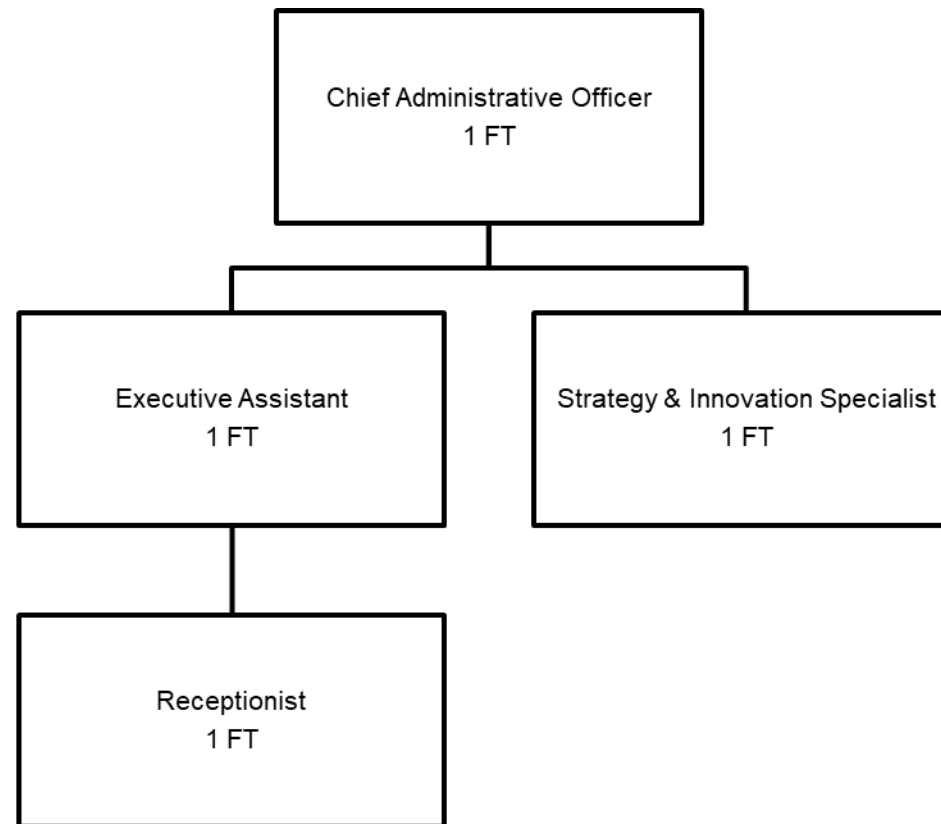 Chief Administrative Officer
1 FT
Executive Assistant
1 FT
Strategy & Innovation Specialist
1 FT
Receptionist
1 FT